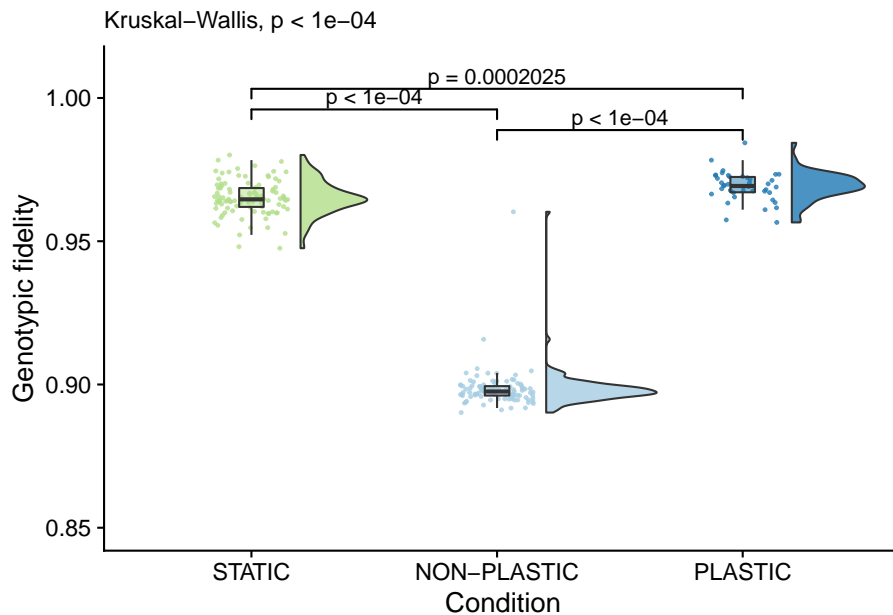 Kruskal−Wallis, p < 1e−04
p = 0.0002025
p < 1e−04
p < 1e−04
1.00
0.95
0.90
0.85
Genotypic fidelity
STATIC NON−PLASTIC PLASTIC
Condition